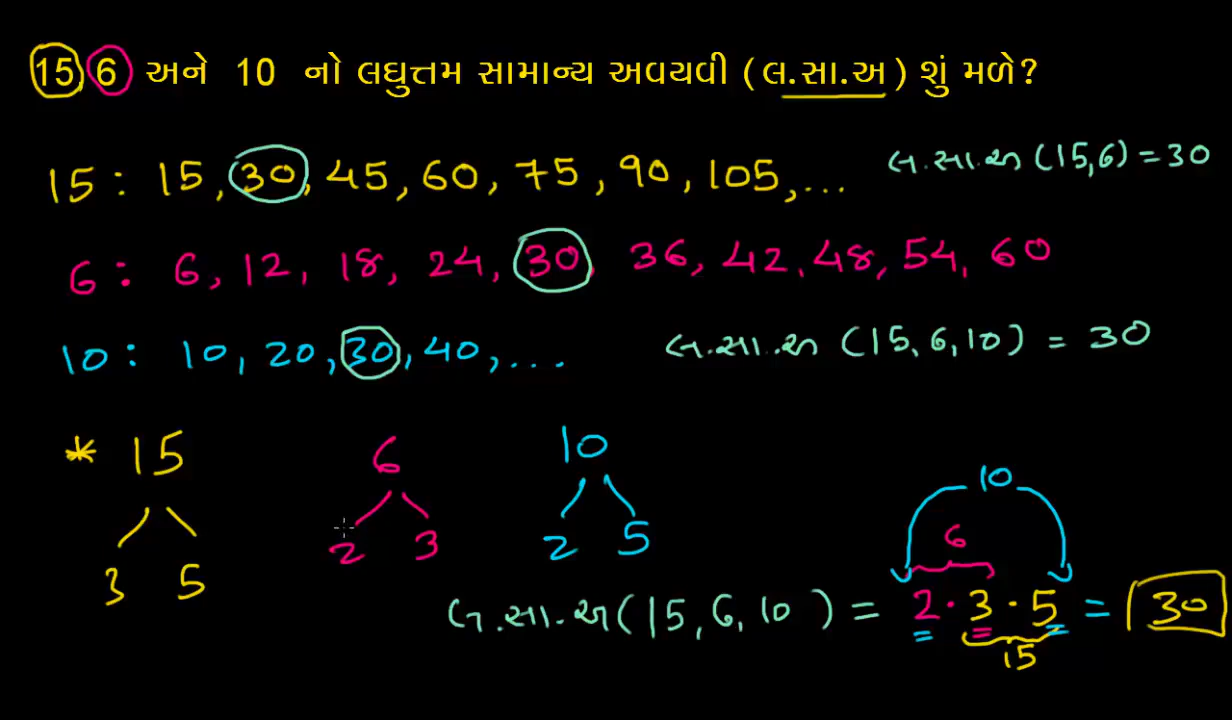 15 6 અને 10 નો લઘુત્તમ સામાન્ય અવયવી (લ.સા.અ) શું મળે?
15 : 15, 30, 45, 60, 75, 90, 105, ...
લ.સા.અ (15,6) = 30
6 : 6, 12, 18, 24, 30, 36, 42, 48, 54, 60
10 : 10, 20, 30, 40, ...
લ.સા.અ (15, 6, 10) = 30
* 15
6
10
3 5
2 3
2 5
10
6
લ.સા.અ (15, 6, 10) = 2 · 3 · 5 = 30
15